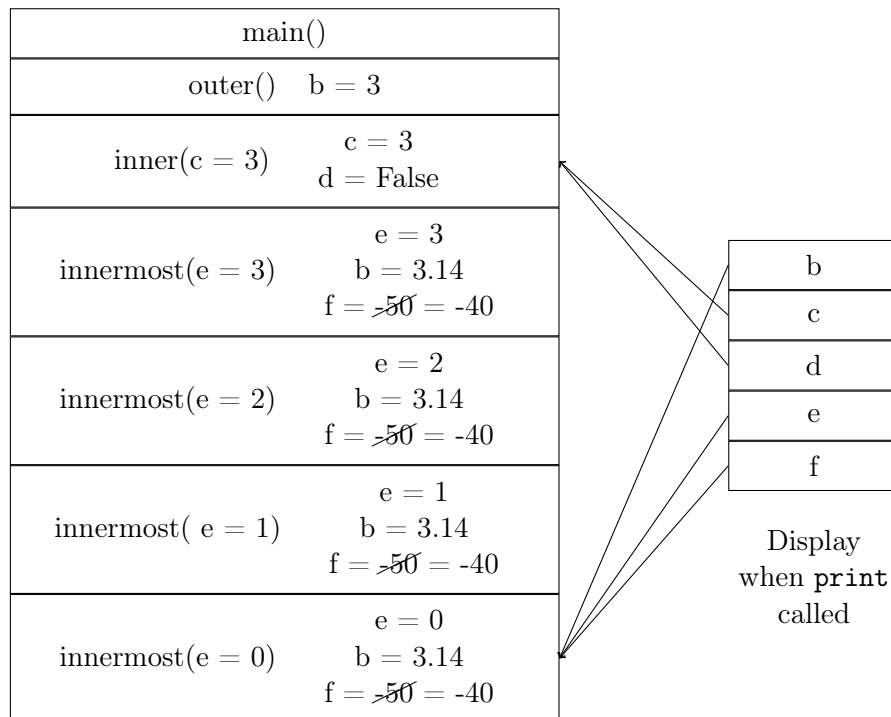 main()
outer() b = 3
inner(c = 3)
c = 3
d = False
innermost(e = 3)
e = 3
b = 3.14
f = -50 = -40
innermost(e = 2)
e = 2
b = 3.14
f = -50 = -40
innermost( e = 1)
e = 1
b = 3.14
f = -50 = -40
innermost(e = 0)
e = 0
b = 3.14
f = -50 = -40
b
c
d
e
f
Display
when print
called